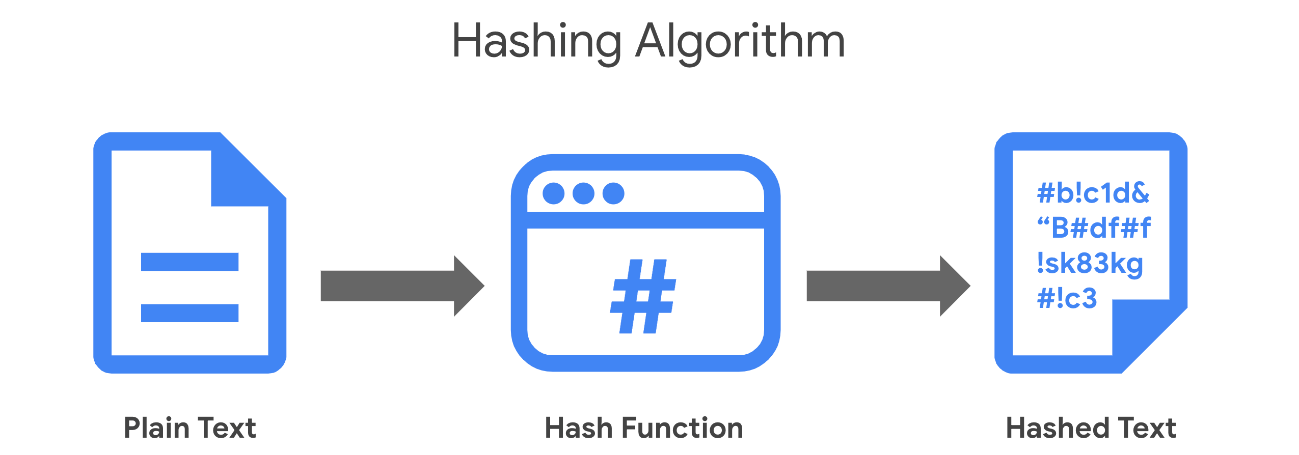 Hashing Algorithm
#
#b!c1d&
“B#df#f
!sk83kg
#!c3
Plain Text
Hash Function
Hashed Text